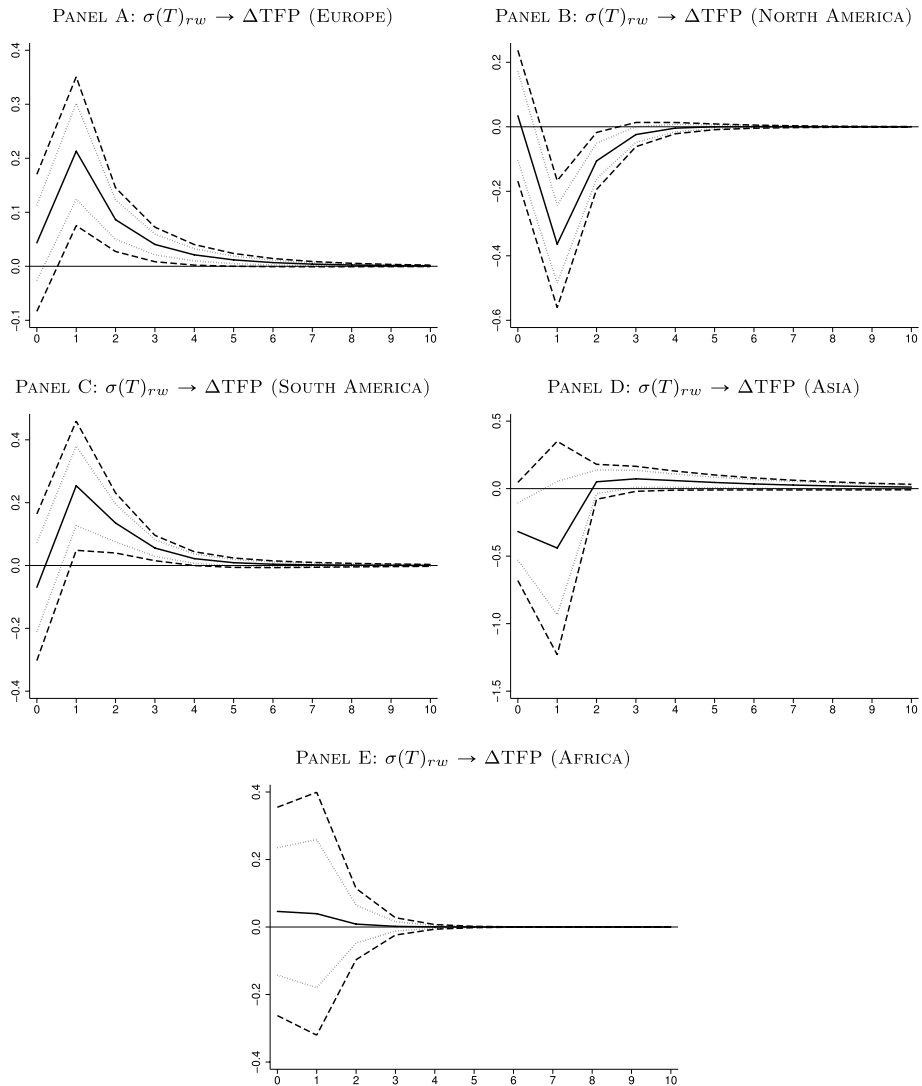 PANEL A: σ(T)rw → ΔTFP (EUROPE)
0.4
0.3
0.2
0.1
0.0
−0.1
0 1 2 3 4 5 6 7 8 9 10
PANEL B: σ(T)rw → ΔTFP (NORTH AMERICA)
0.2
0.0
−0.2
−0.4
−0.6
0 1 2 3 4 5 6 7 8 9 10
PANEL C: σ(T)rw → ΔTFP (SOUTH AMERICA)
0.4
0.2
0.0
−0.2
−0.4
0 1 2 3 4 5 6 7 8 9 10
PANEL D: σ(T)rw → ΔTFP (ASIA)
0.5
0.0
−0.5
−1.0
−1.5
0 1 2 3 4 5 6 7 8 9 10
PANEL E: σ(T)rw → ΔTFP (AFRICA)
0.4
0.2
0.0
−0.2
−0.4
0 1 2 3 4 5 6 7 8 9 10